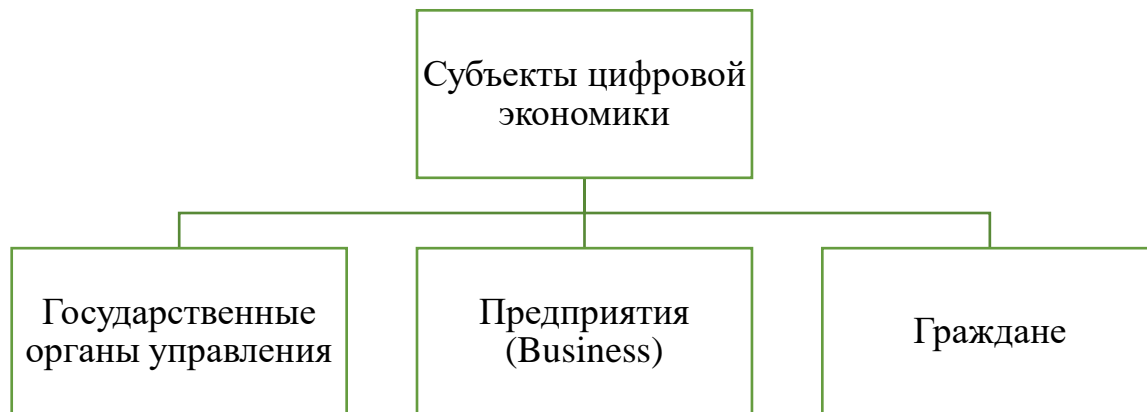 Субъекты цифровой
экономики
Государственные
органы управления
Предприятия
(Business)
Граждане